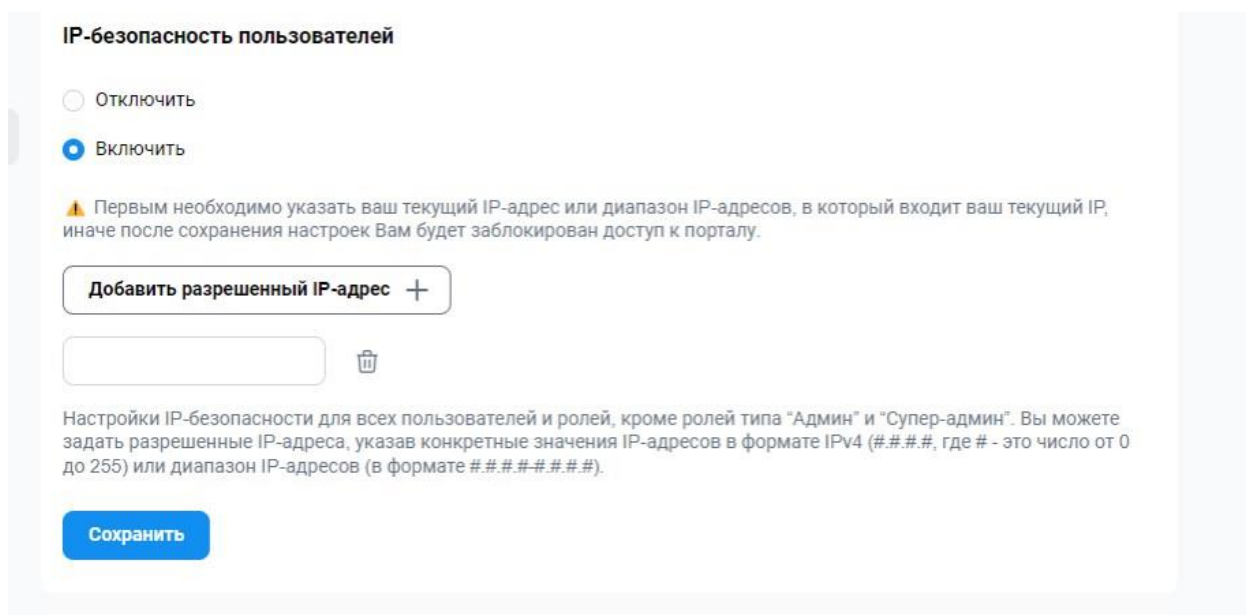 IP-безопасность пользователей
Отключить
Включить
⚠ Первым необходимо указать ваш текущий IP-адрес или диапазон IP-адресов, в который входит ваш текущий IP,
иначе после сохранения настроек Вам будет заблокирован доступ к порталу.
Добавить разрешенный IP-адрес +
Настройки IP-безопасности для всех пользователей и ролей, кроме ролей типа “Админ” и “Супер-админ”. Вы можете
задать разрешенные IP-адреса, указав конкретные значения IP-адресов в формате IPv4 (#.#.#.#, где # - это число от 0
до 255) или диапазон IP-адресов (в формате #.#.#.#-#.#.#.#).
Сохранить